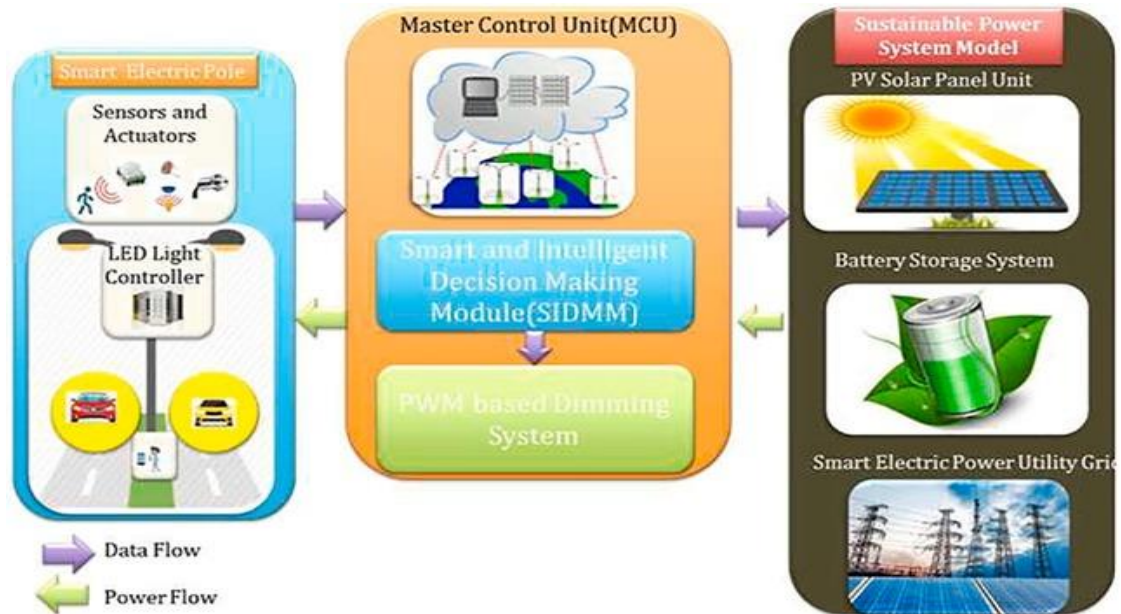 Smart Electric Pole
Sensors and
Actuators
LED Light
Controller
Master Control Unit(MCU)
Smart and Intelligent
Decision Making
Module(SIDMM)
PWM based Dimming
System
Sustainable Power
System Model
PV Solar Panel Unit
Battery Storage System
Smart Electric Power Utility Gri
Data Flow
Power Flow